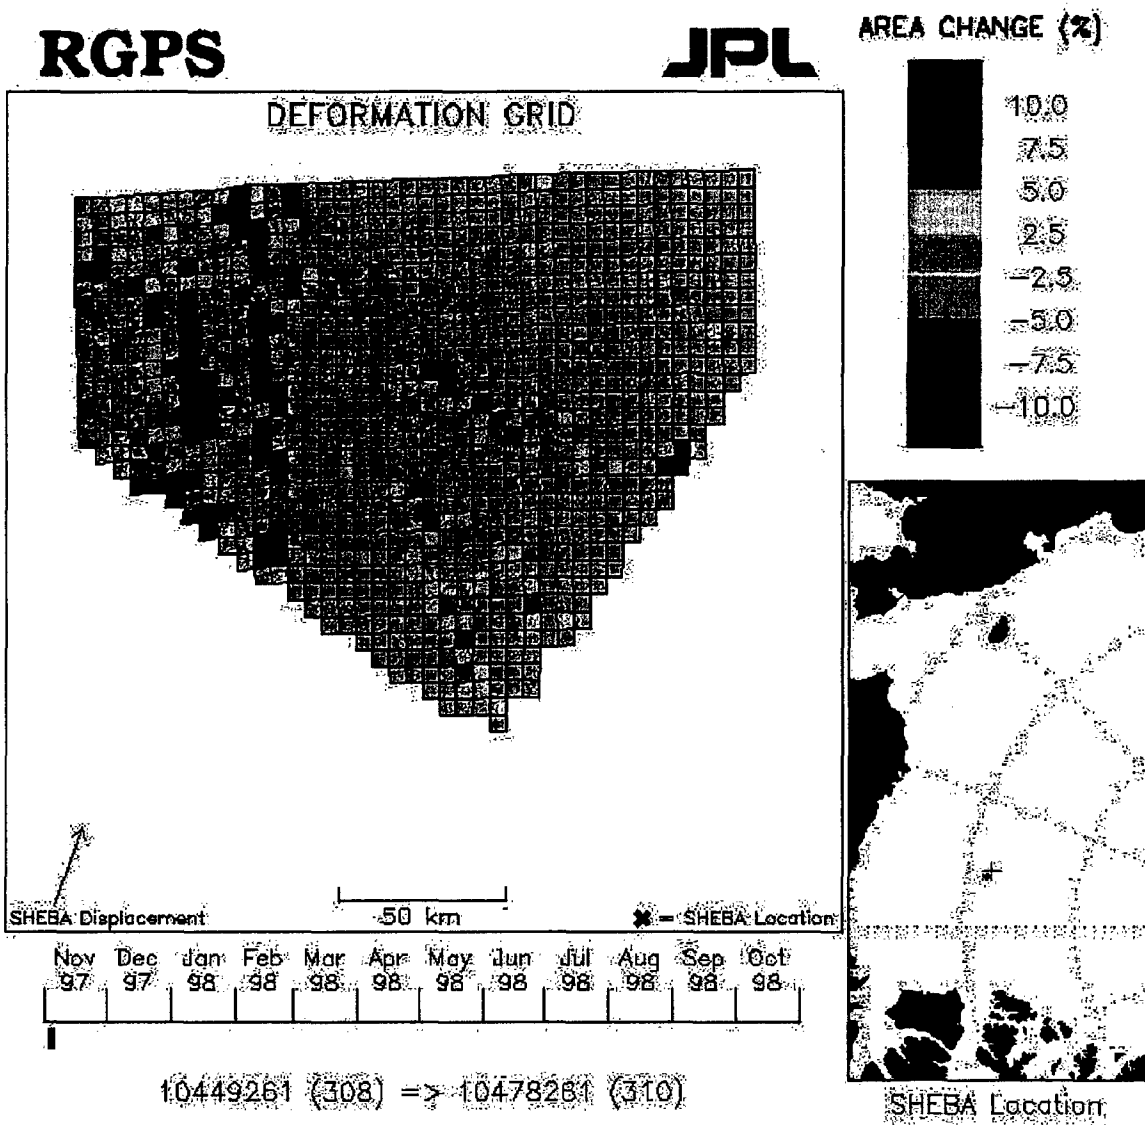 RGPS
JPL
AREA CHANGE (%)
DEFORMATION GRID
10.0
7.5
5.0
2.5
-2.5
-5.0
-7.5
-10.0
SHEBA Displacement
50 km
✖ = SHEBA Location
Nov Dec Jan Feb Mar Apr May Jun Jul Aug Sep Oct
97 97 98 98 98 98 98 98 98 98 98 98
10449261 (308) => 10478261 (310)
SHEBA Location